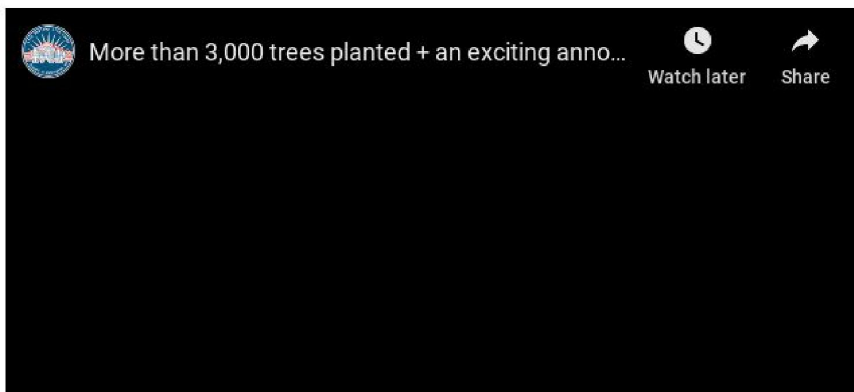 More than 3,000 trees planted + an exciting anno...
Watch later
Share